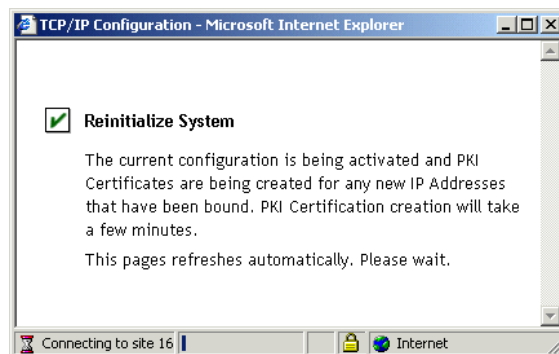 TCP/IP Configuration - Microsoft Internet Explorer
Reinitialize System
The current configuration is being activated and PKI
Certificates are being created for any new IP Addresses
that have been bound. PKI Certification creation will take
a few minutes.
This pages refreshes automatically. Please wait.
Connecting to site 16 Internet